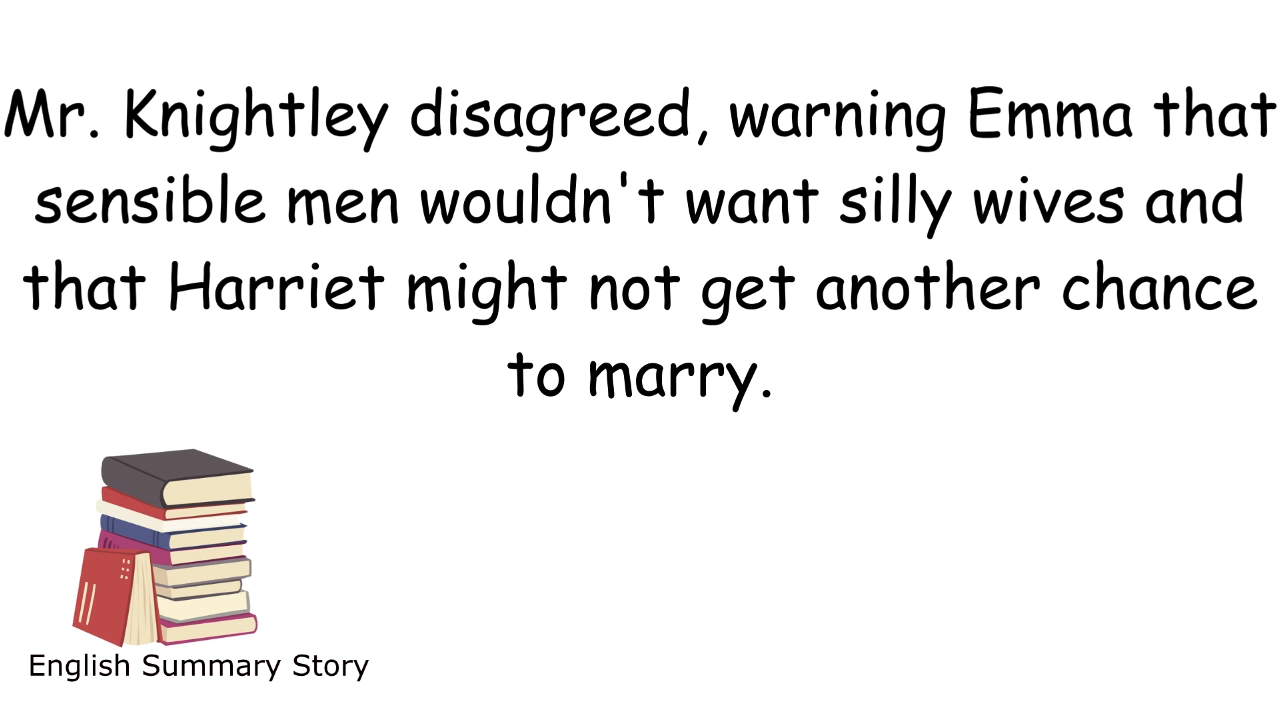 Mr. Knightley disagreed, warning Emma that
sensible men wouldn't want silly wives and
that Harriet might not get another chance
to marry.
English Summary Story